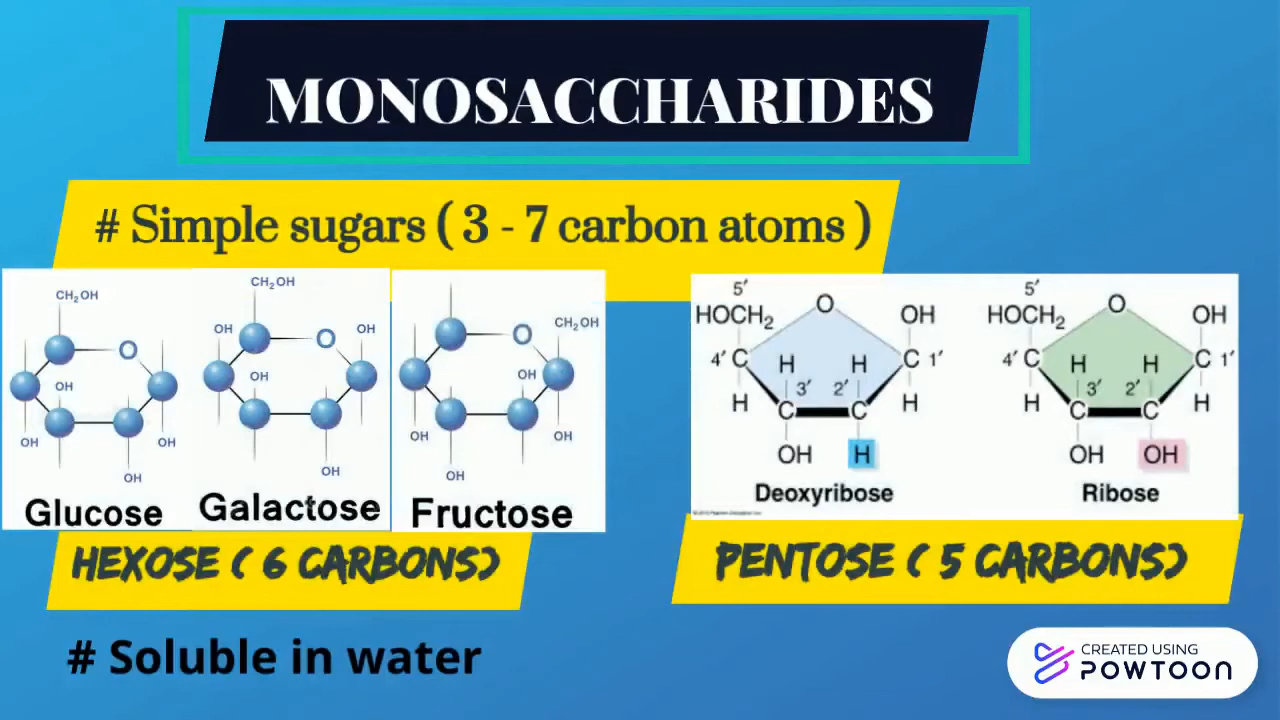 MONOSACCHARIDES
# Simple sugars ( 3 - 7 carbon atoms )
CH₂OH
O
OH
OH
OH
OH
Glucose
CH₂OH
OH
O
OH
OH
OH
Galactose
O
CH₂OH
OH
OH
OH
OH
Fructose
5′
HOCH₂
O
OH
4′ C
H
H
C 1′
3′
2′
H
C
C
H
OH
H
Deoxyribose
5′
HOCH₂
O
OH
4′ C
H
H
C 1′
3′
2′
H
C
C
H
OH
OH
Ribose
HEXOSE ( 6 CARBONS)
PENTOSE ( 5 CARBONS)
# Soluble in water
CREATED USING
POWTOON